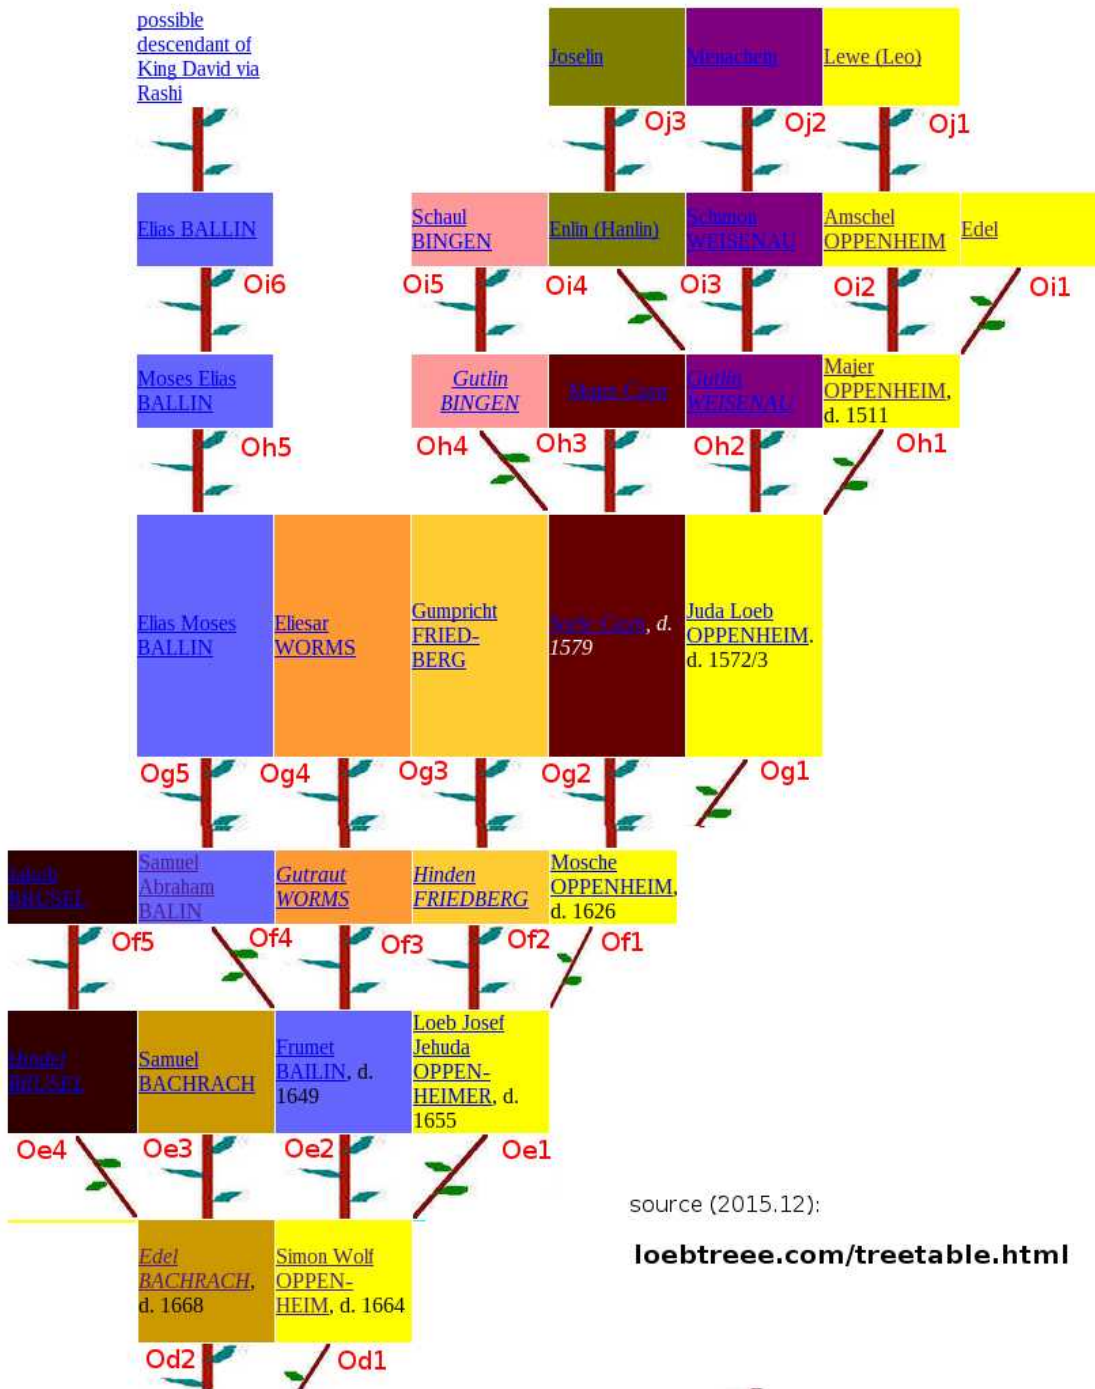 possible
descendant of
King David via
Rashi
Joselin
Menachem
Lewe (Leo)
Oj3
Oj2
Oj1
Elias BALLIN
Schaul
BINGEN
Enlin (Hanlin)
Schmon
WEISENAU
Amschel
OPPENHEIM
Edel
Oi6
Oi5
Oi4
Oi3
Oi2
Oi1
Moses Elias
BALLIN
Gutlin
BINGEN
Gutlin
WEISENAU
Majer
OPPENHEIM,
d. 1511
Oh5
Oh4
Oh3
Oh2
Oh1
Elias Moses
BALLIN
Eliesar
WORMS
Gumpricht
FRIED-
BERG
, d.
1579
Juda Loeb
OPPENHEIM.
d. 1572/3
Og5
Og4
Og3
Og2
Og1
BRUSEL
Samuel
Abraham
BALIN
Gutraut
WORMS
Hinden
FRIEDBERG
Mosche
OPPENHEIM,
d. 1626
Of5
Of4
Of3
Of2
Of1
Hindel
BRUSEL
Samuel
BACHRACH
Frumet
BAILIN, d.
1649
Loeb Josef
Jehuda
OPPEN-
HEIMER, d.
1655
Oe4
Oe3
Oe2
Oe1
source (2015.12):
loebtreee.com/treetable.html
Edel
BACHRACH,
d. 1668
Simon Wolf
OPPEN-
HEIM, d. 1664
Od2
Od1